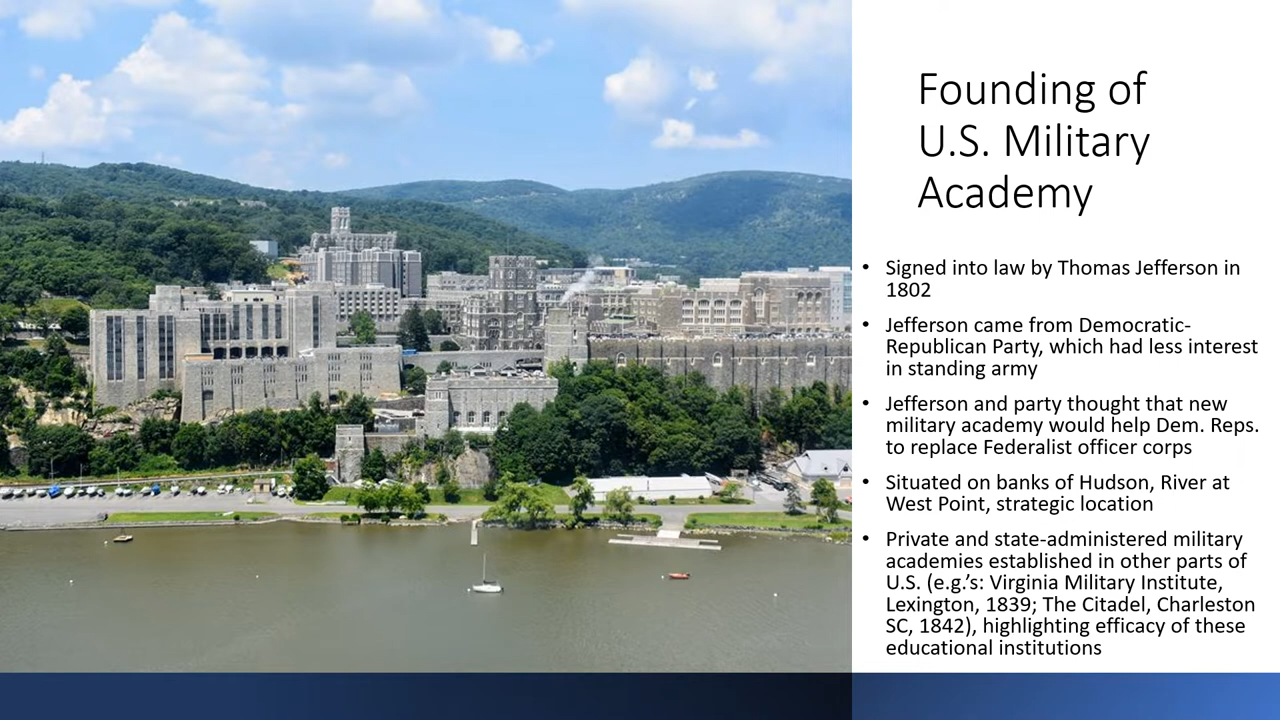 Founding of
U.S. Military
Academy
• Signed into law by Thomas Jefferson in
1802
• Jefferson came from Democratic-
Republican Party, which had less interest
in standing army
• Jefferson and party thought that new
military academy would help Dem. Reps.
to replace Federalist officer corps
• Situated on banks of Hudson, River at
West Point, strategic location
• Private and state-administered military
academies established in other parts of
U.S. (e.g.’s: Virginia Military Institute,
Lexington, 1839; The Citadel, Charleston
SC, 1842), highlighting efficacy of these
educational institutions